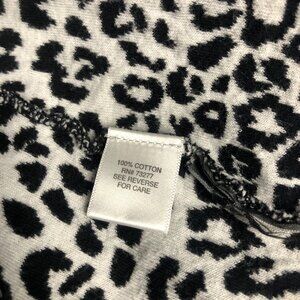 100% COTTON
RN# 73277
SEE REVERSE
FOR CARE